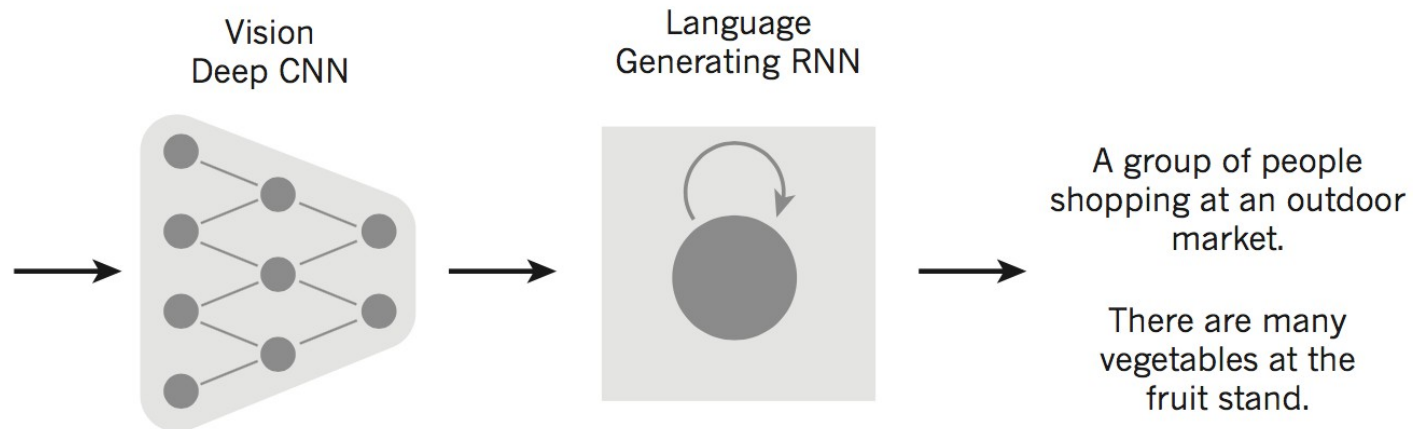 Vision
Deep CNN
Language
Generating RNN
A group of people
shopping at an outdoor
market.
There are many
vegetables at the
fruit stand.